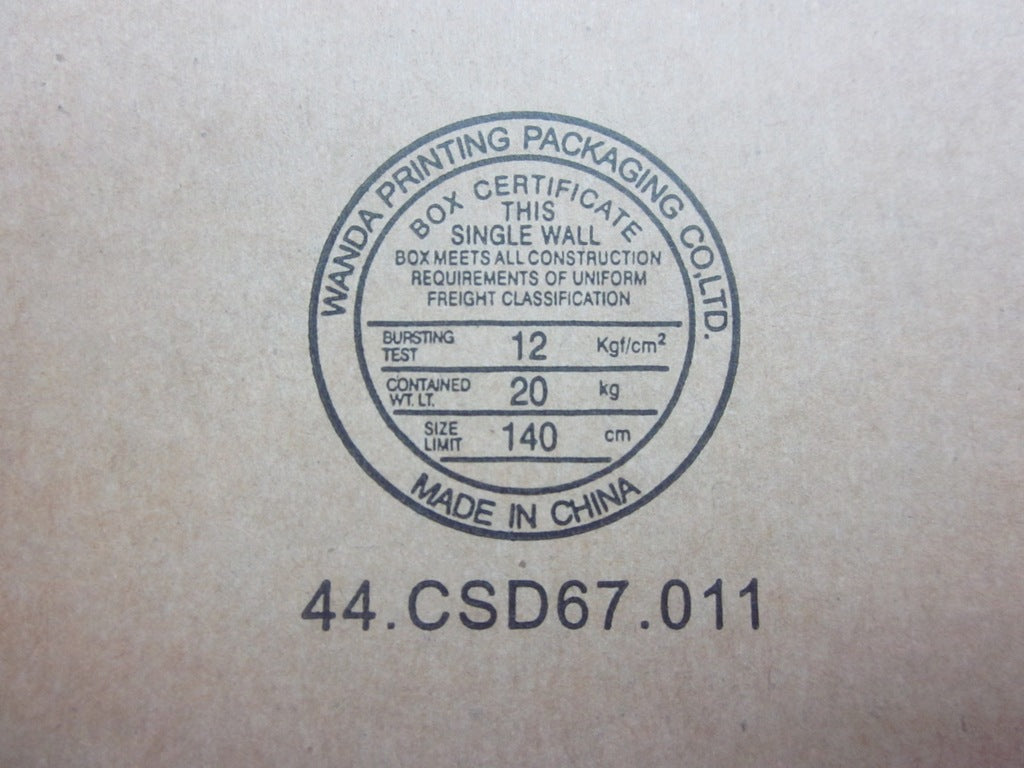 WANDA PRINTING PACKAGING CO,LTD.
BOX CERTIFICATE
THIS
SINGLE WALL
BOX MEETS ALL CONSTRUCTION
REQUIREMENTS OF UNIFORM
FREIGHT CLASSIFICATION
BURSTING TEST 12 Kgf/cm²
CONTAINED WT. LT. 20 kg
SIZE LIMIT 140 cm
MADE IN CHINA
44.CSD67.011